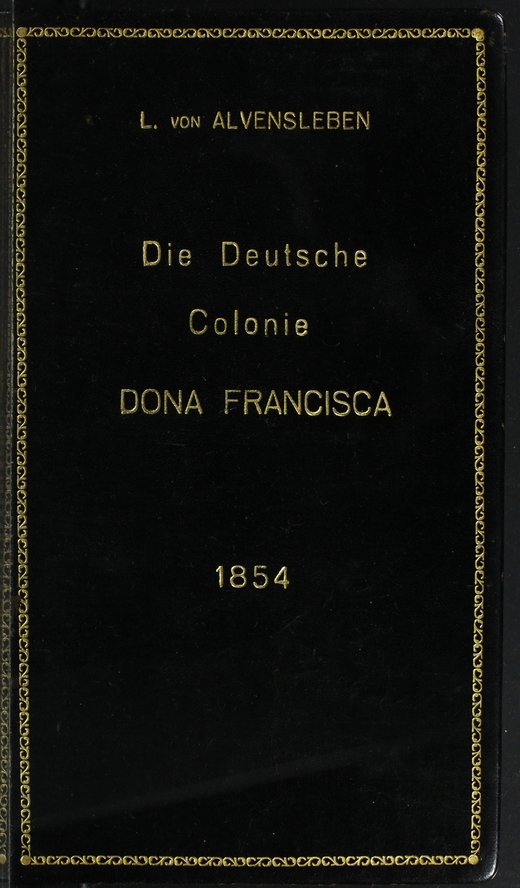 L. VON ALVENSLEBEN
Die Deutsche
Colonie
DONA FRANCISCA
1854